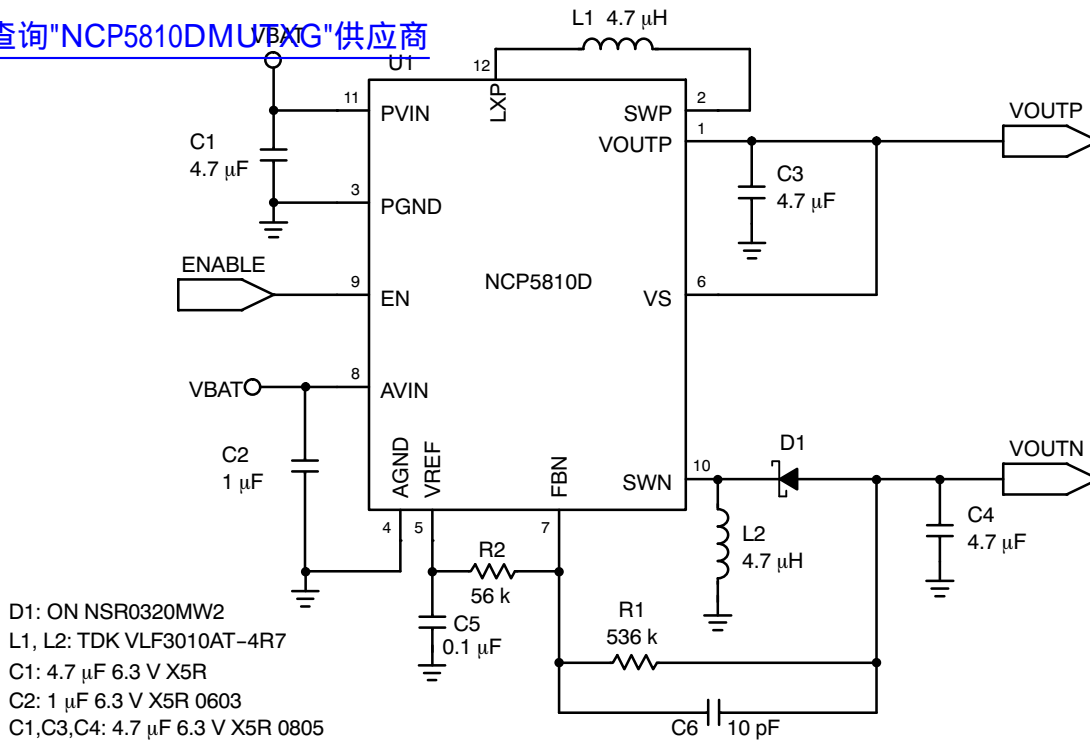 查询"NCP5810DMUTXG"供应商
VBAT
U1
L1 4.7 μH
12
LXP
11
PVIN
SWP
2
VOUTP
1
VOUTP
C1
4.7 μF
C3
4.7 μF
3
PGND
ENABLE
9
EN
NCP5810D
6
VS
VBAT
8
AVIN
C2
1 μF
AGND
VREF
FBN
SWN
10
D1
VOUTN
4
5
7
L2
4.7 μH
C4
4.7 μF
R2
56 k
C5
0.1 μF
R1
536 k
C6
10 pF
D1: ON NSR0320MW2
L1, L2: TDK VLF3010AT−4R7
C1: 4.7 μF 6.3 V X5R
C2: 1 μF 6.3 V X5R 0603
C1,C3,C4: 4.7 μF 6.3 V X5R 0805